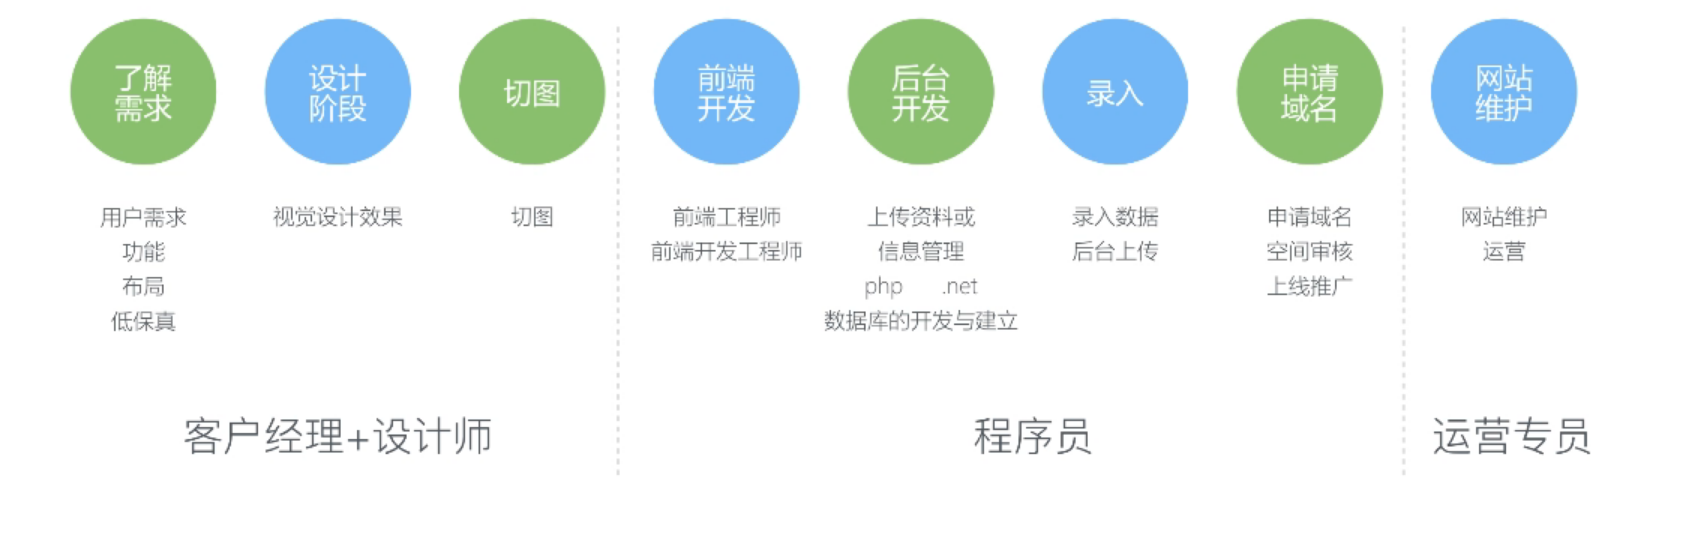 了解
需求
设计
阶段
切图
前端
开发
后台
开发
录入
申请
域名
网站
维护
用户需求
功能
布局
低保真
视觉设计效果
切图
前端工程师
前端开发工程师
上传资料或
信息管理
php .net
数据库的开发与建立
录入数据
后台上传
申请域名
空间审核
上线推广
网站维护
运营
客户经理+设计师
程序员
运营专员